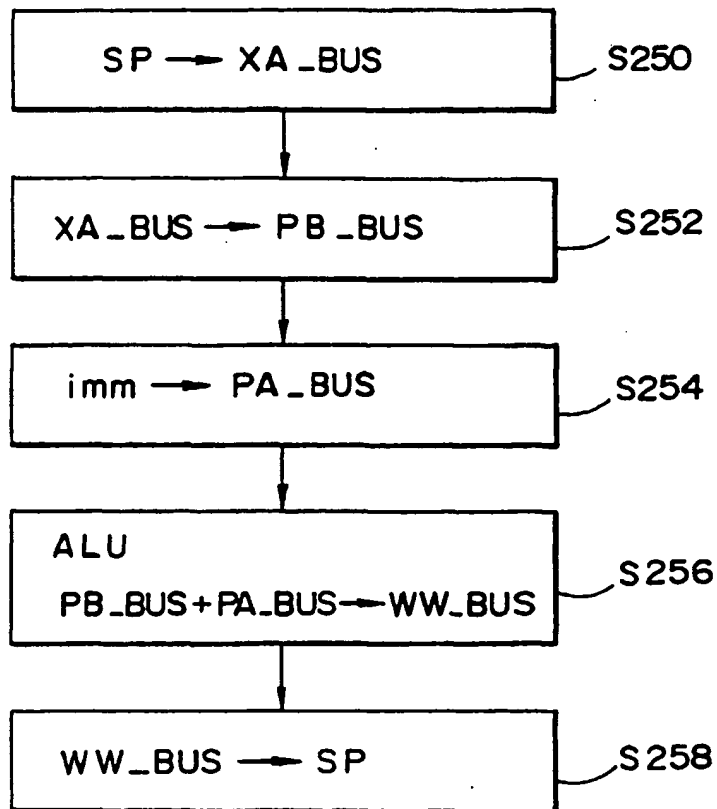 SP → XA_BUS
S250
XA_BUS → PB_BUS
S252
imm → PA_BUS
S254
ALU
PB_BUS+PA_BUS→WW_BUS
S256
WW_BUS → SP
S258